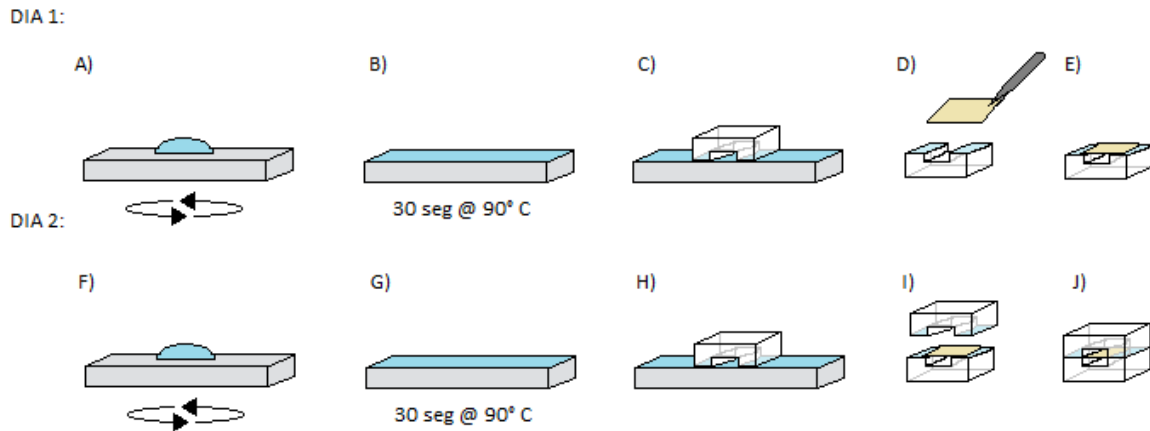 DIA 1:
A) B) C) D) E)
30 seg @ 90° C
DIA 2:
F) G) H) I) J)
30 seg @ 90° C